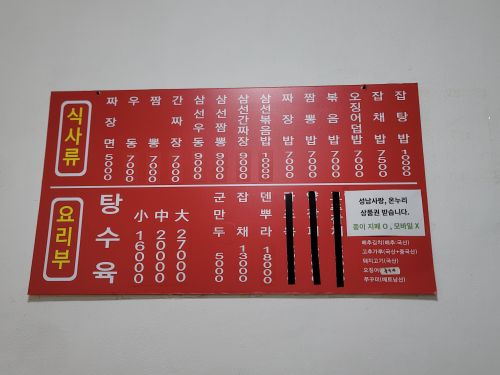 식사류
짜장면 5000
우동 7000
짬뽕 7000
간짜장 7000
삼선우동 9000
삼선짬뽕 9000
삼선간짜장 9000
삼선볶음밥
짜장밥 7000
짬뽕밥 7000
볶음밥 7000
오징어덮밥
잡채밥 7500
잡탕밥
요리부
탕수육
小 16000
中 20000
大 27000
군만두 5000
잡채 13000
덴뿌라 18000
성남사랑, 온누리
상품권 받습니다.
종이 지폐 O , 모바일 X
배추김치(배추:국산)
고추가루(국산+중국산)
돼지고기(국산)
오징어
쭈꾸미(베트남산)